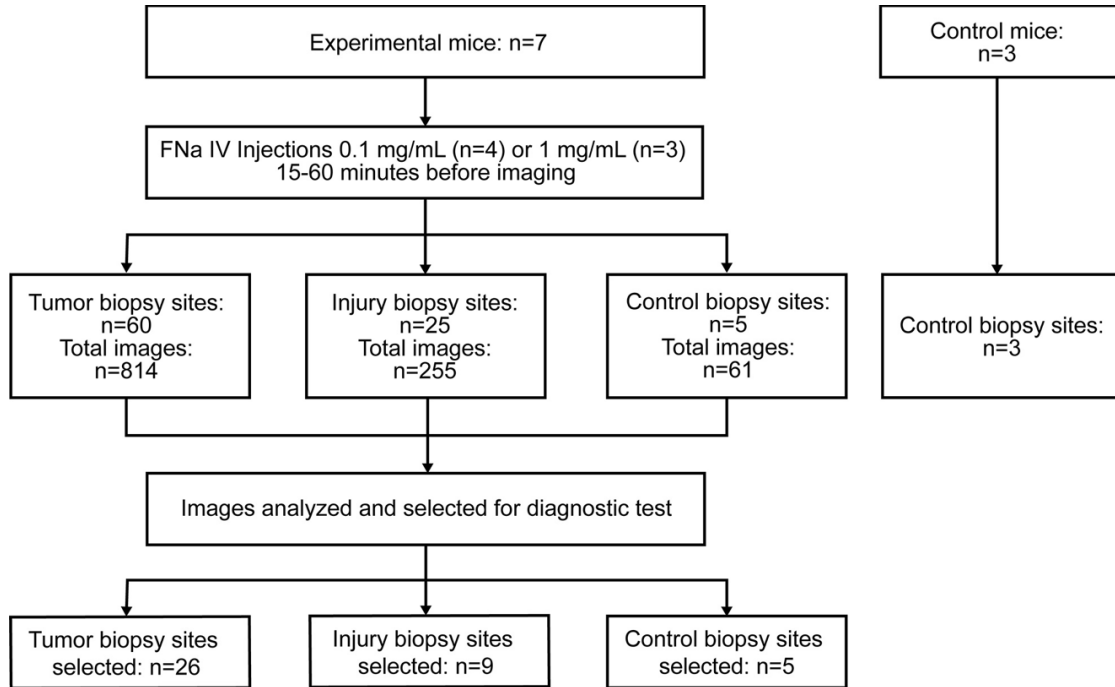 Experimental mice: n=7
Control mice:
n=3
FNa IV Injections 0.1 mg/mL (n=4) or 1 mg/mL (n=3)
15-60 minutes before imaging
Tumor biopsy sites:
n=60
Total images:
n=814
Injury biopsy sites:
n=25
Total images:
n=255
Control biopsy sites:
n=5
Total images:
n=61
Control biopsy sites:
n=3
Images analyzed and selected for diagnostic test
Tumor biopsy sites
selected: n=26
Injury biopsy sites
selected: n=9
Control biopsy sites
selected: n=5